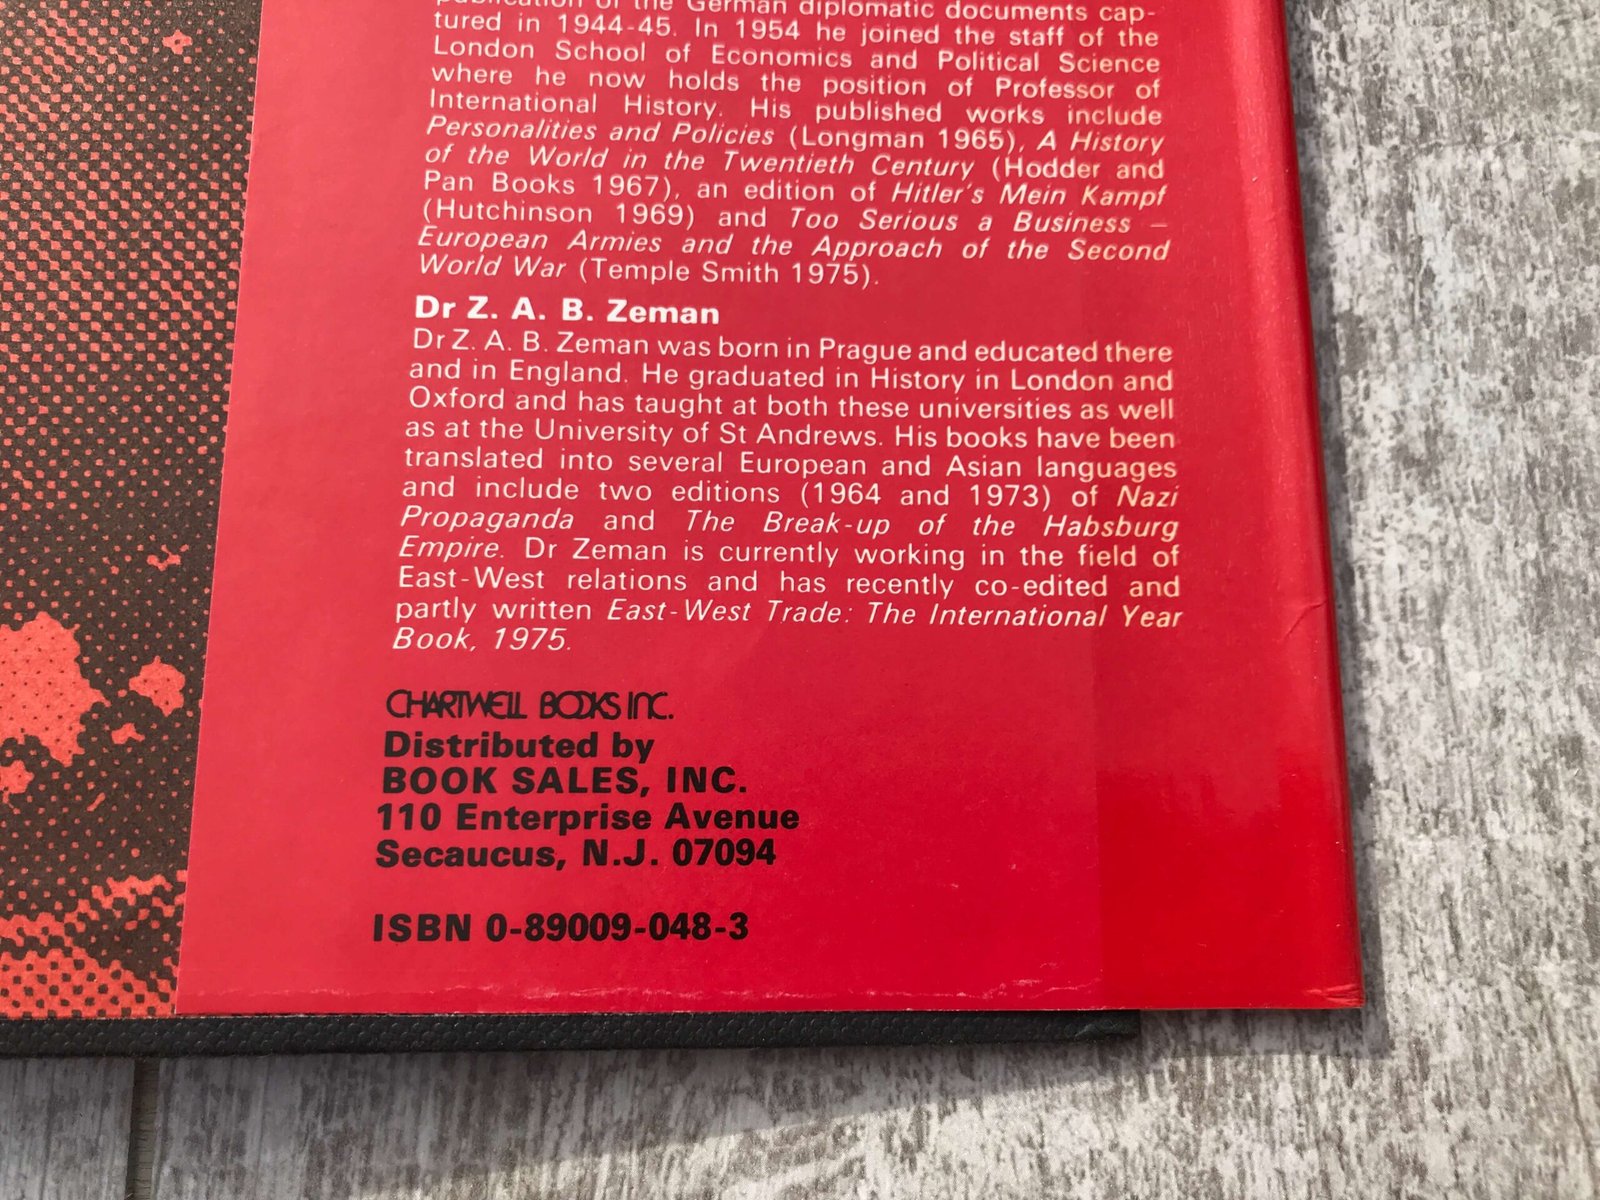 publication of the German diplomatic documents cap-
tured in 1944-45. In 1954 he joined the staff of the
London School of Economics and Political Science
where he now holds the position of Professor of
International History. His published works include
Personalities and Policies (Longman 1965), A History
of the World in the Twentieth Century (Hodder and
Pan Books 1967), an edition of Hitler's Mein Kampf
(Hutchinson 1969) and Too Serious a Business –
European Armies and the Approach of the Second
World War (Temple Smith 1975).
Dr Z. A. B. Zeman
Dr Z. A. B. Zeman was born in Prague and educated there
and in England. He graduated in History in London and
Oxford and has taught at both these universities as well
as at the University of St Andrews. His books have been
translated into several European and Asian languages
and include two editions (1964 and 1973) of Nazi
Propaganda and The Break-up of the Habsburg
Empire. Dr Zeman is currently working in the field of
East-West relations and has recently co-edited and
partly written East-West Trade: The International Year
Book, 1975.
CHARTWELL BOOKS INC.
Distributed by
BOOK SALES, INC.
110 Enterprise Avenue
Secaucus, N.J. 07094
ISBN 0-89009-048-3